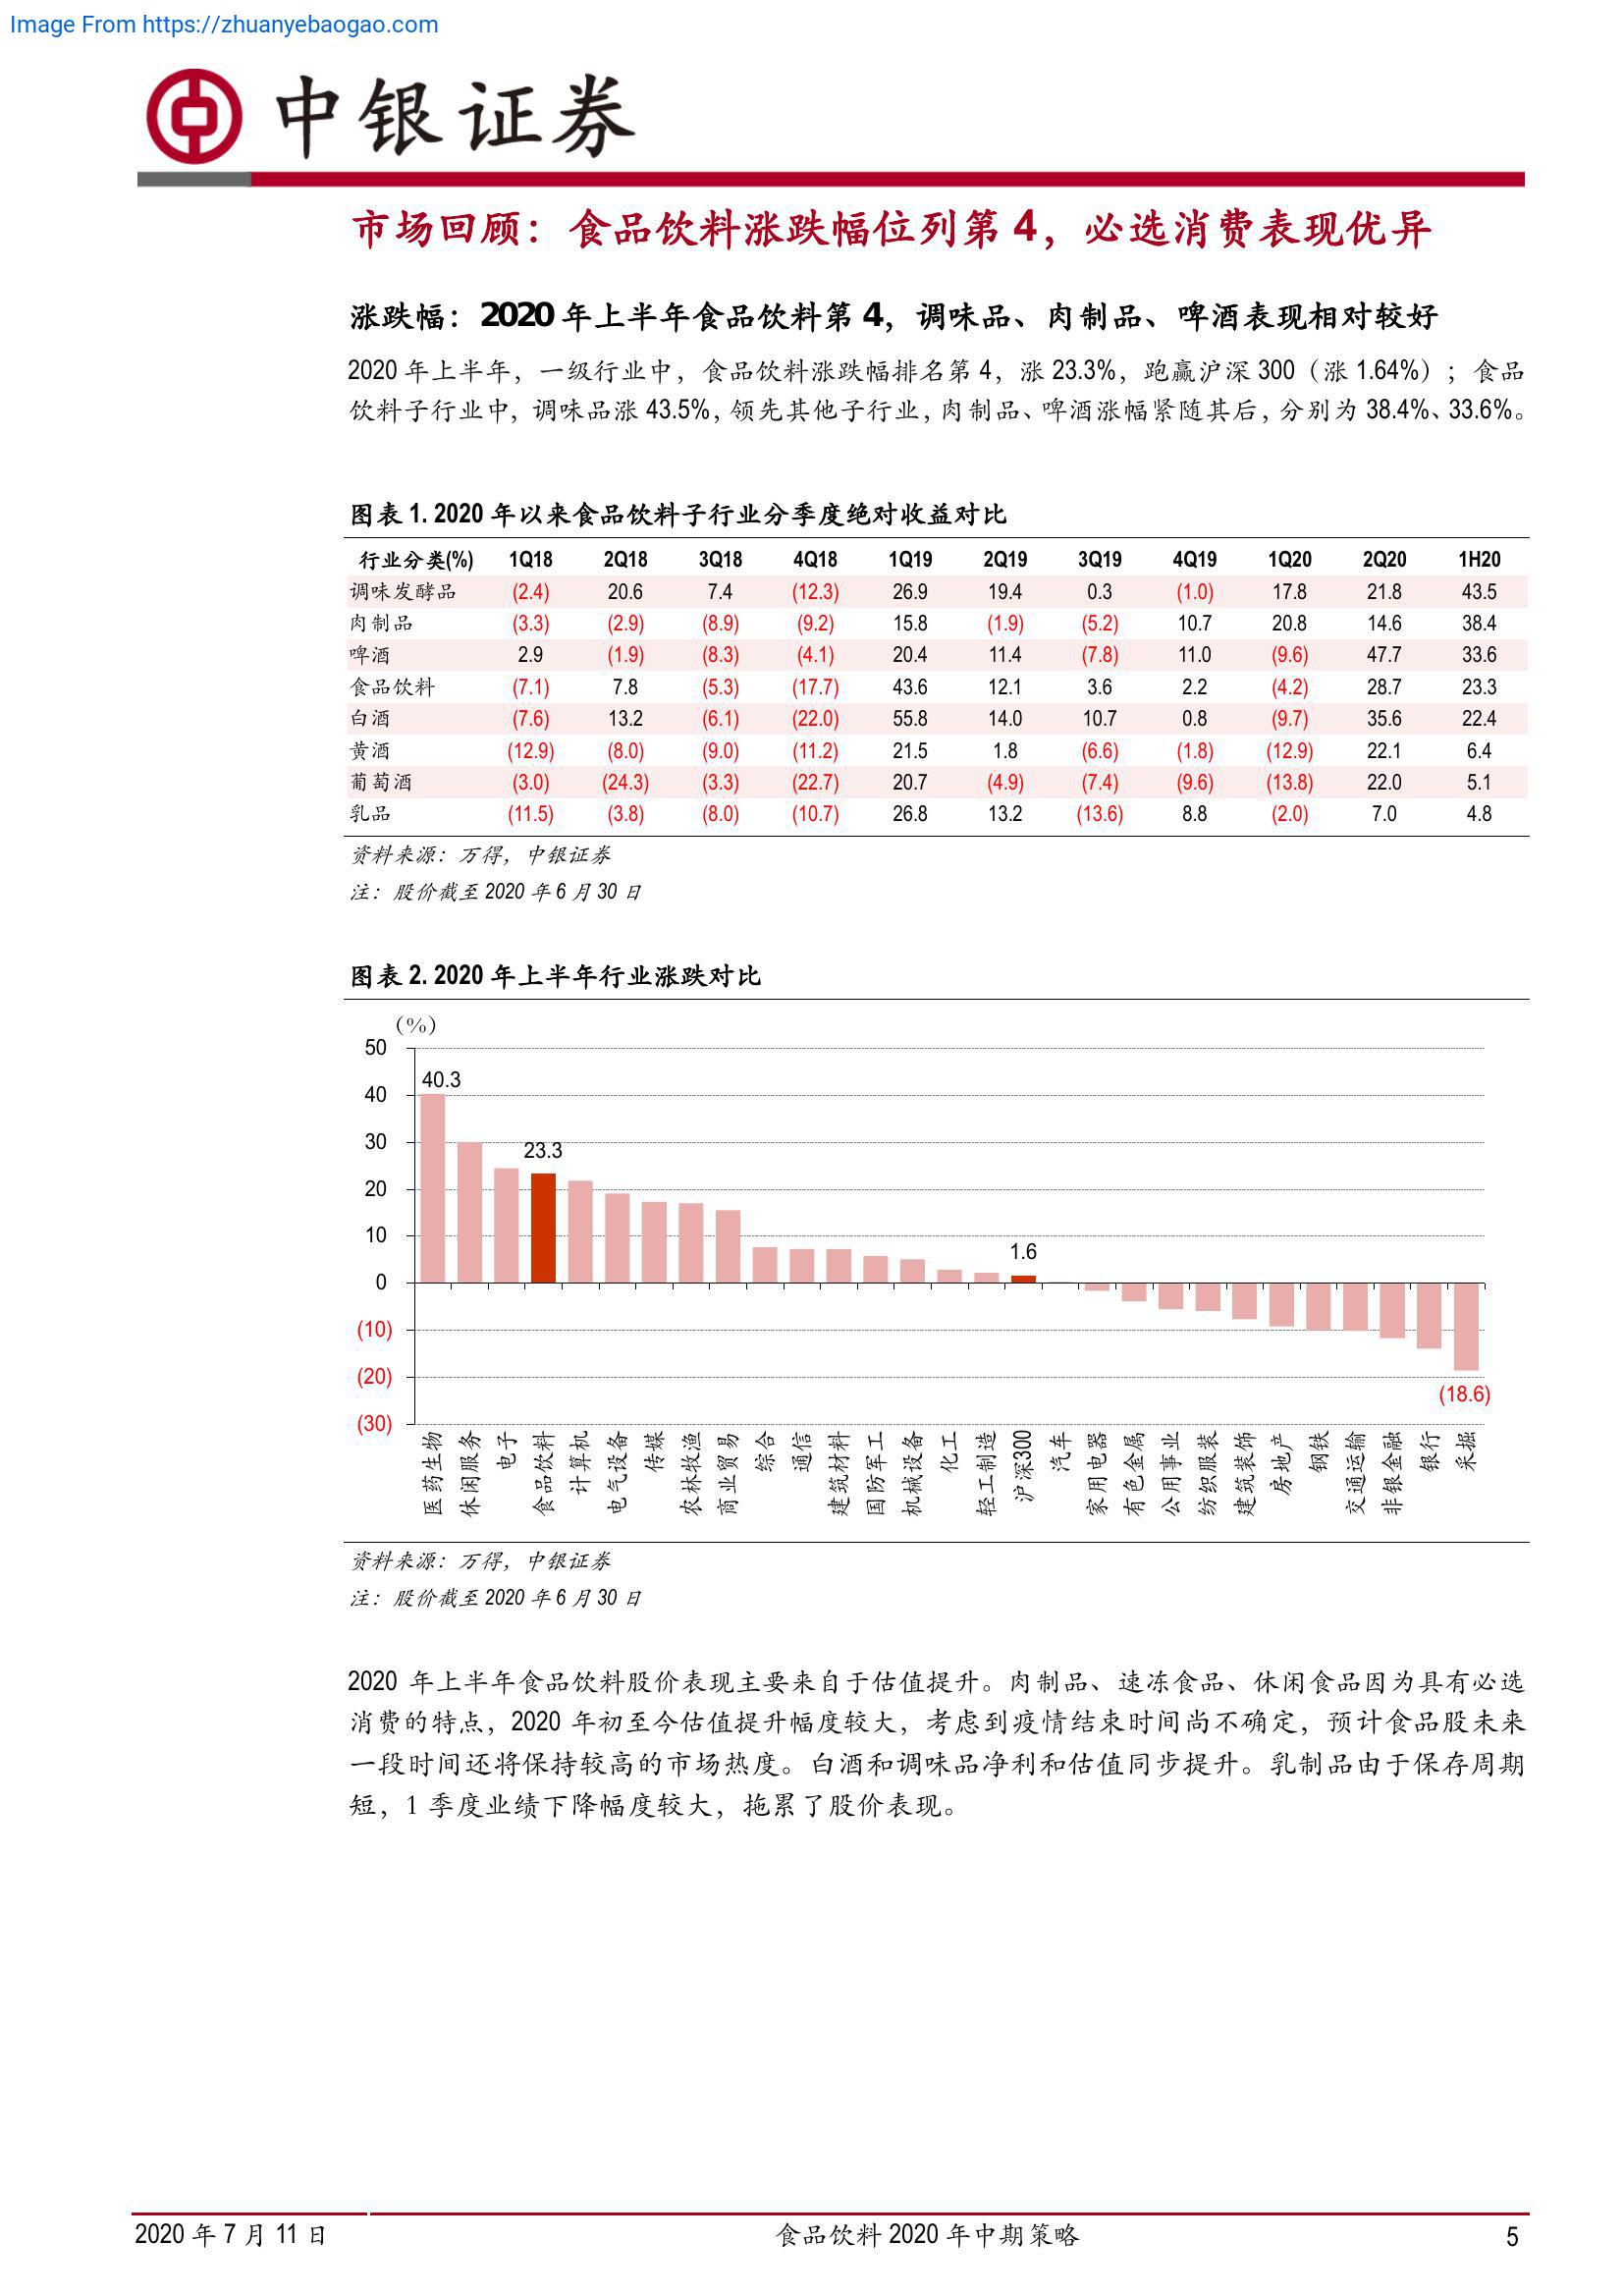 Image From https://zhuanyebaogao.com
中银证券
市场回顾：食品饮料涨跌幅位列第 4，必选消费表现优异
涨跌幅：2020 年上半年食品饮料第 4，调味品、肉制品、啤酒表现相对较好
2020 年上半年，一级行业中，食品饮料涨跌幅排名第 4，涨 23.3%，跑赢沪深 300（涨 1.64%）；食品
饮料子行业中，调味品涨 43.5%，领先其他子行业，肉制品、啤酒涨幅紧随其后，分别为 38.4%、33.6%。
图表 1. 2020 年以来食品饮料子行业分季度绝对收益对比
行业分类(%) 1Q18 2Q18 3Q18 4Q18 1Q19 2Q19 3Q19 4Q19 1Q20 2Q20 1H20
调味发酵品 (2.4) 20.6 7.4 (12.3) 26.9 19.4 0.3 (1.0) 17.8 21.8 43.5
肉制品 (3.3) (2.9) (8.9) (9.2) 15.8 (1.9) (5.2) 10.7 20.8 14.6 38.4
啤酒 2.9 (1.9) (8.3) (4.1) 20.4 11.4 (7.8) 11.0 (9.6) 47.7 33.6
食品饮料 (7.1) 7.8 (5.3) (17.7) 43.6 12.1 3.6 2.2 (4.2) 28.7 23.3
白酒 (7.6) 13.2 (6.1) (22.0) 55.8 14.0 10.7 0.8 (9.7) 35.6 22.4
黄酒 (12.9) (8.0) (9.0) (11.2) 21.5 1.8 (6.6) (1.8) (12.9) 22.1 6.4
葡萄酒 (3.0) (24.3) (3.3) (22.7) 20.7 (4.9) (7.4) (9.6) (13.8) 22.0 5.1
乳品 (11.5) (3.8) (8.0) (10.7) 26.8 13.2 (13.6) 8.8 (2.0) 7.0 4.8
资料来源：万得，中银证券
注：股价截至 2020 年 6 月 30 日
图表 2. 2020 年上半年行业涨跌对比
（%）
50
40
30
20
10
0
(10)
(20)
(30)
40.3
23.3
1.6
(18.6)
医药生物
休闲服务
电子
食品饮料
计算机
电气设备
传媒
农林牧渔
商业贸易
综合
通信
建筑材料
国防军工
机械设备
化工
轻工制造
沪深300
汽车
家用电器
有色金属
公用事业
纺织服装
建筑装饰
房地产
钢铁
交通运输
非银金融
银行
采掘
资料来源：万得，中银证券
注：股价截至 2020 年 6 月 30 日
2020 年上半年食品饮料股价表现主要来自于估值提升。肉制品、速冻食品、休闲食品因为具有必选
消费的特点，2020 年初至今估值提升幅度较大，考虑到疫情结束时间尚不确定，预计食品股未来
一段时间还将保持较高的市场热度。白酒和调味品净利和估值同步提升。乳制品由于保存周期
短，1 季度业绩下降幅度较大，拖累了股价表现。
2020 年 7 月 11 日
食品饮料 2020 年中期策略
5